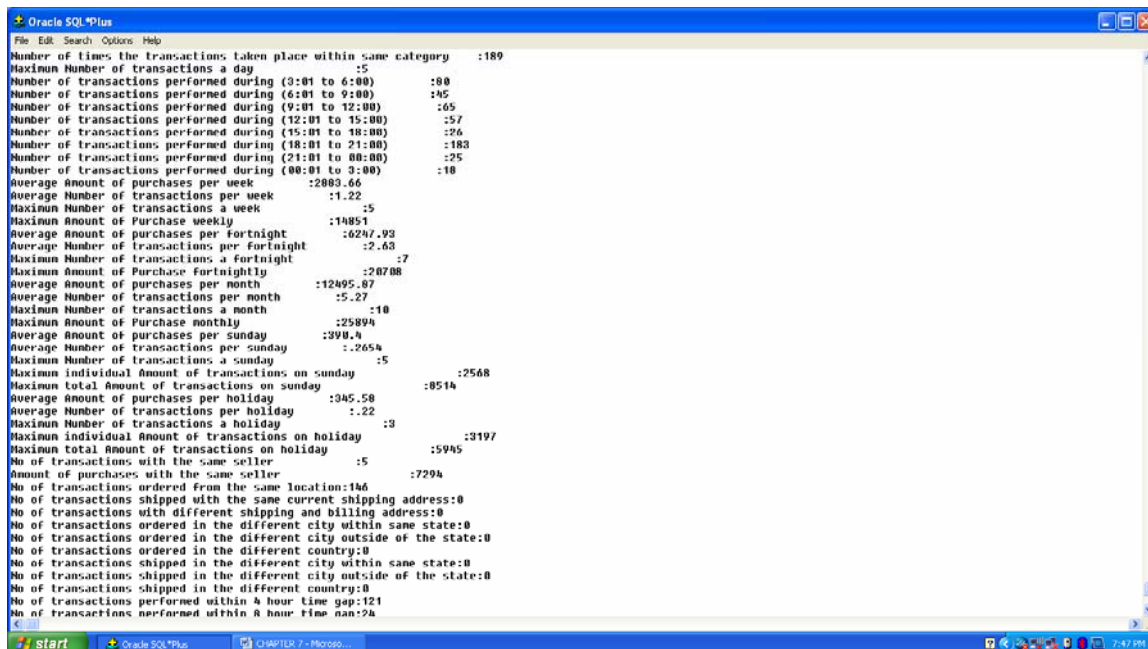 Oracle SQL*Plus
File Edit Search Options Help
Number of times the transactions taken place within same category :189
Maximum Number of transactions a day :5
Number of transactions performed during (3:01 to 6:00) :80
Number of transactions performed during (6:01 to 9:00) :45
Number of transactions performed during (9:01 to 12:00) :65
Number of transactions performed during (12:01 to 15:00) :57
Number of transactions performed during (15:01 to 18:00) :26
Number of transactions performed during (18:01 to 21:00) :183
Number of transactions performed during (21:01 to 00:00) :25
Number of transactions performed during (00:01 to 3:00) :18
Average Amount of purchases per week :2883.66
Average Number of transactions per week :1.22
Maximum Number of transactions a week :5
Maximum Amount of Purchase weekly :14851
Average Amount of purchases per fortnight :6247.93
Average Number of transactions per fortnight :2.63
Maximum Number of transactions a fortnight :7
Maximum Amount of Purchase fortnightly :20708
Average Amount of purchases per month :12495.87
Average Number of transactions per month :5.27
Maximum Number of transactions a month :10
Maximum Amount of Purchase monthly :25894
Average Amount of purchases per sunday :390.4
Average Number of transactions per sunday :.2654
Maximum Number of transactions a sunday :5
Maximum individual Amount of transactions on sunday :2568
Maximum total Amount of transactions on sunday :8514
Average Amount of purchases per holiday :345.58
Average Number of transactions per holiday :.22
Maximum Number of transactions a holiday :3
Maximum individual Amount of transactions on holiday :3197
Maximum total Amount of transactions on holiday :5945
No of transactions with the same seller :5
Amount of purchases with the same seller :7294
No of transactions ordered from the same location:146
No of transactions shipped with the same current shipping address:0
No of transactions with different shipping and billing address:0
No of transactions ordered in the different city within same state:0
No of transactions ordered in the different city outside of the state:0
No of transactions ordered in the different country:0
No of transactions shipped in the different city within same state:0
No of transactions shipped in the different city outside of the state:0
No of transactions shipped in the different country:0
No of transactions performed within 4 hour time gap:121
No of transactions performed within 8 hour time gap:24
start Oracle SQL*Plus CHAPTER 7 - Microso... 7:47 PM